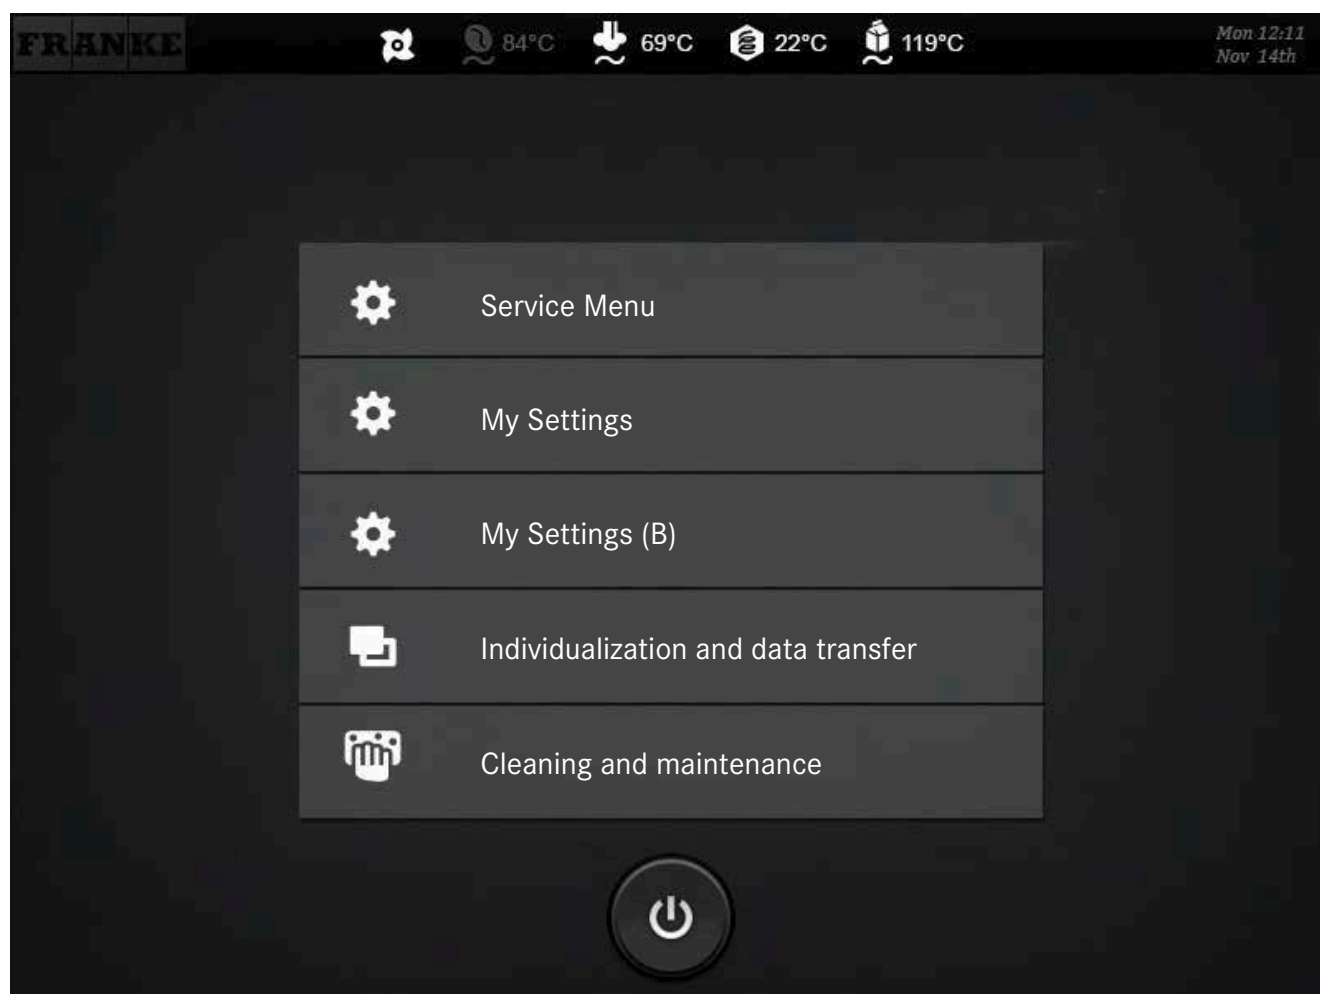 FRANKE
84°C
69°C
22°C
119°C
Mon 12:11
Nov 14th
Service Menu
My Settings
My Settings (B)
Individualization and data transfer
Cleaning and maintenance